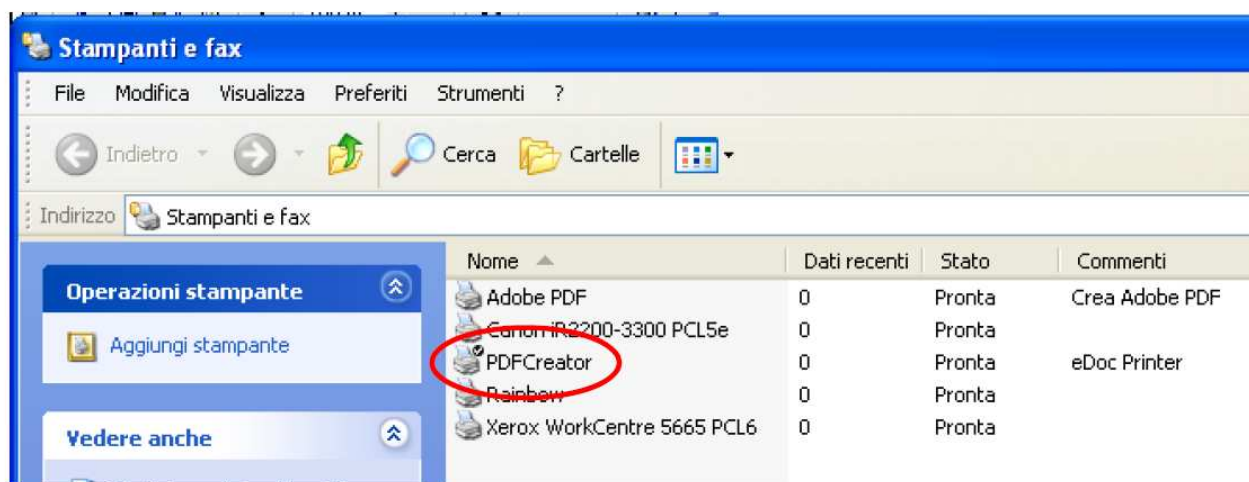 Stampanti e fax
File Modifica Visualizza Preferiti Strumenti ?
Indietro Cerca Cartelle
Indirizzo Stampanti e fax
Nome Dati recenti Stato Commenti
Operazioni stampante
Aggiungi stampante
Vedere anche
Adobe PDF 0 Pronta Crea Adobe PDF
Canon iR2200-3300 PCL5e 0 Pronta
PDFCreator 0 Pronta eDoc Printer
Rainbow 0 Pronta
Xerox WorkCentre 5665 PCL6 0 Pronta